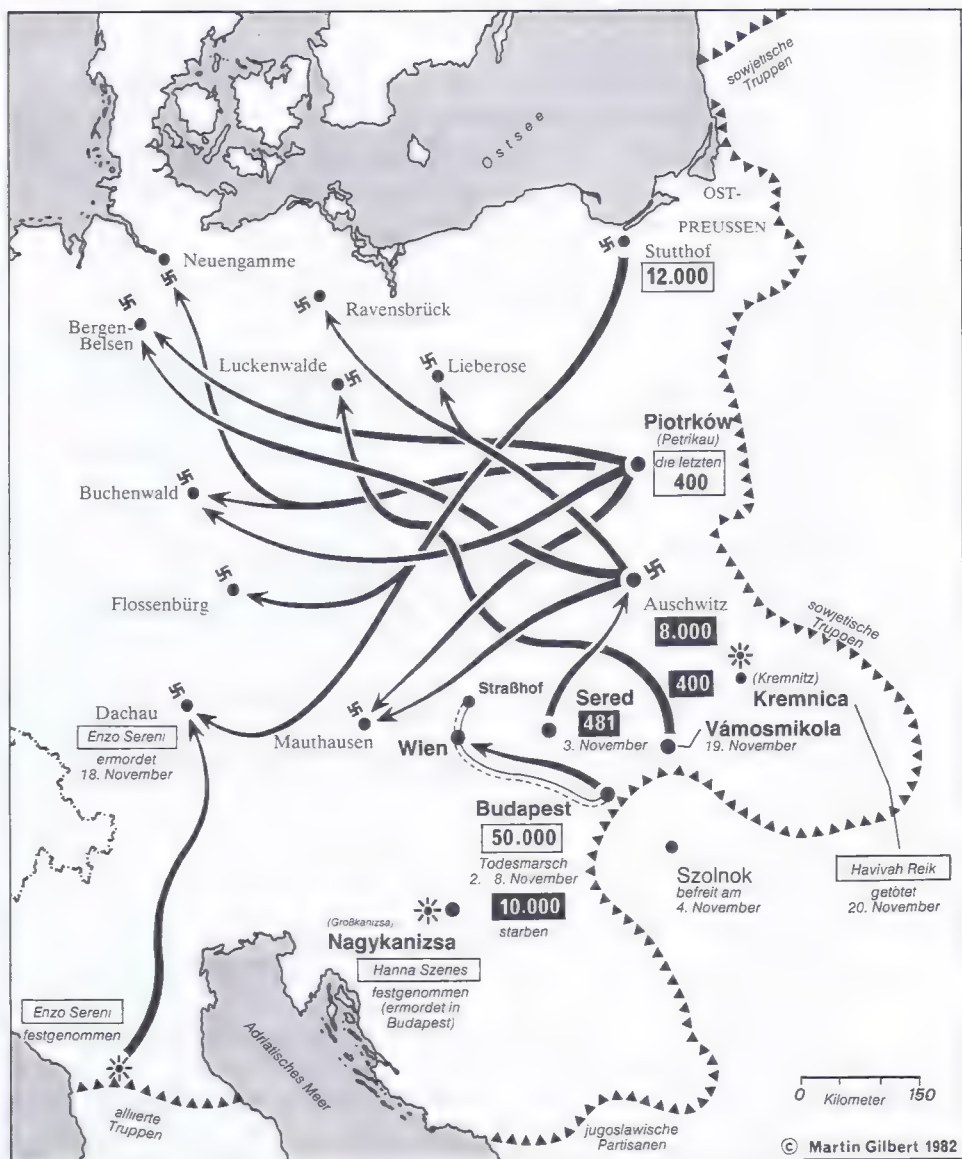 sowjetische
Truppen
Ostsee
OST-
PREUSSEN
Stutthof
12.000
Neuengamme
Ravensbrück
Bergen-
Belsen
Luckenwalde
Lieberose
Piotrków
(Petrikau)
die letzten
400
Buchenwald
Flossenbürg
Auschwitz
8.000
sowjetische
Truppen
400
(Kremnitz)
Kremnica
Straßhof
Sered
481
3. November
Dachau
Enzo Sereni
ermordet
18. November
Mauthausen
Wien
Vámosmikola
19. November
Budapest
50.000
Todesmarsch
2. 8. November
10.000
starben
Szolnok
befreit am
4. November
Havivah Reik
getötet
20. November
(Großkanizsa)
Nagykanizsa
Hanna Szenes
festgenommen
(ermordet in
Budapest)
Enzo Sereni
festgenommen
Adriatisches Meer
alliierte
Truppen
jugoslawische
Partisanen
0 150
Kilometer
© Martin Gilbert 1982